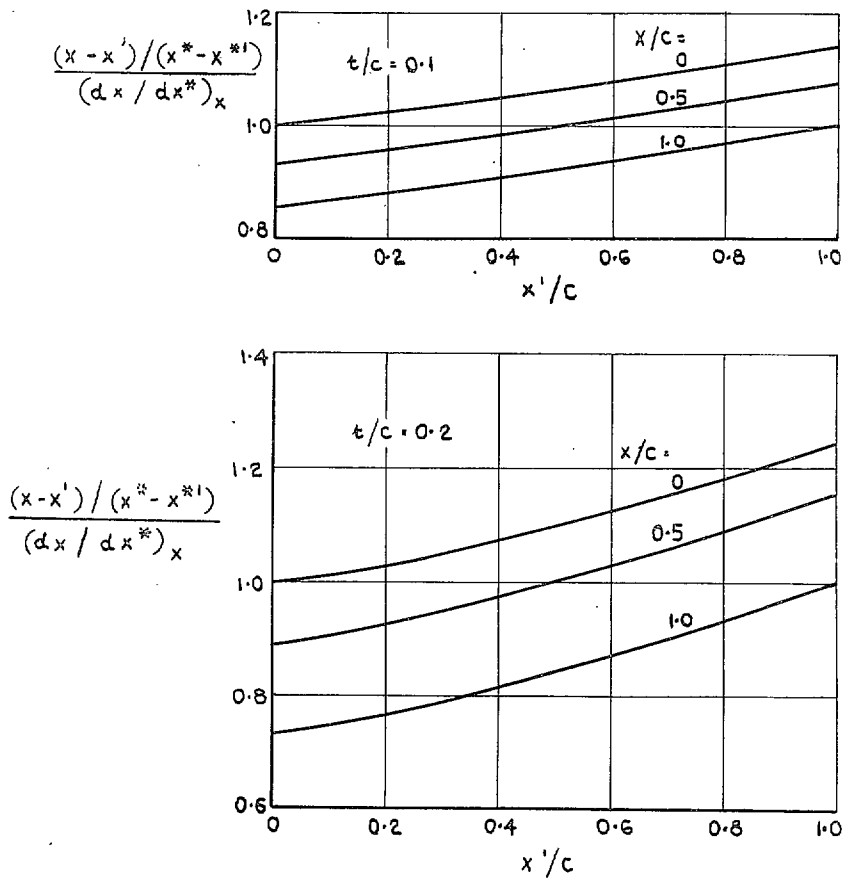 1.2
(x - x') / (x* - x*')
(dx / dx*)x
t/c = 0.1
x/c =
0
0.5
1.0
1.0
0.8
0 0.2 0.4 0.6 0.8 1.0
x'/c
1.4
t/c = 0.2
1.2
x/c =
0
(x - x') / (x* - x*')
(dx / dx*)x
0.5
1.0
1.0
0.8
0.6
0 0.2 0.4 0.6 0.8 1.0
x'/c